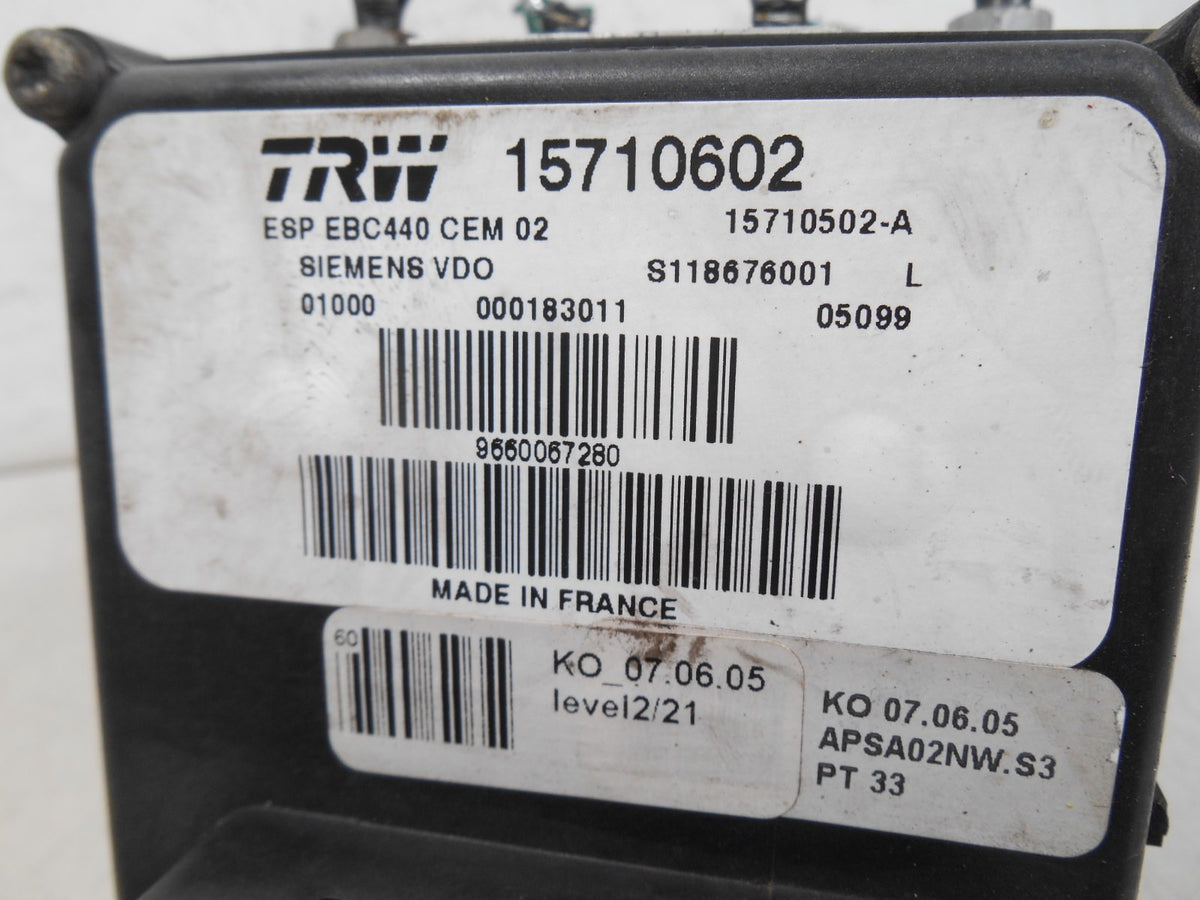 TRW 15710602
ESP EBC440 CEM 02 15710502-A
SIEMENS VDO S118676001 L
01000 000183011 05099
9660067280
MADE IN FRANCE
60
KO_07.06.05
level2/21
KO 07.06.05
APSA02NW.S3
PT 33